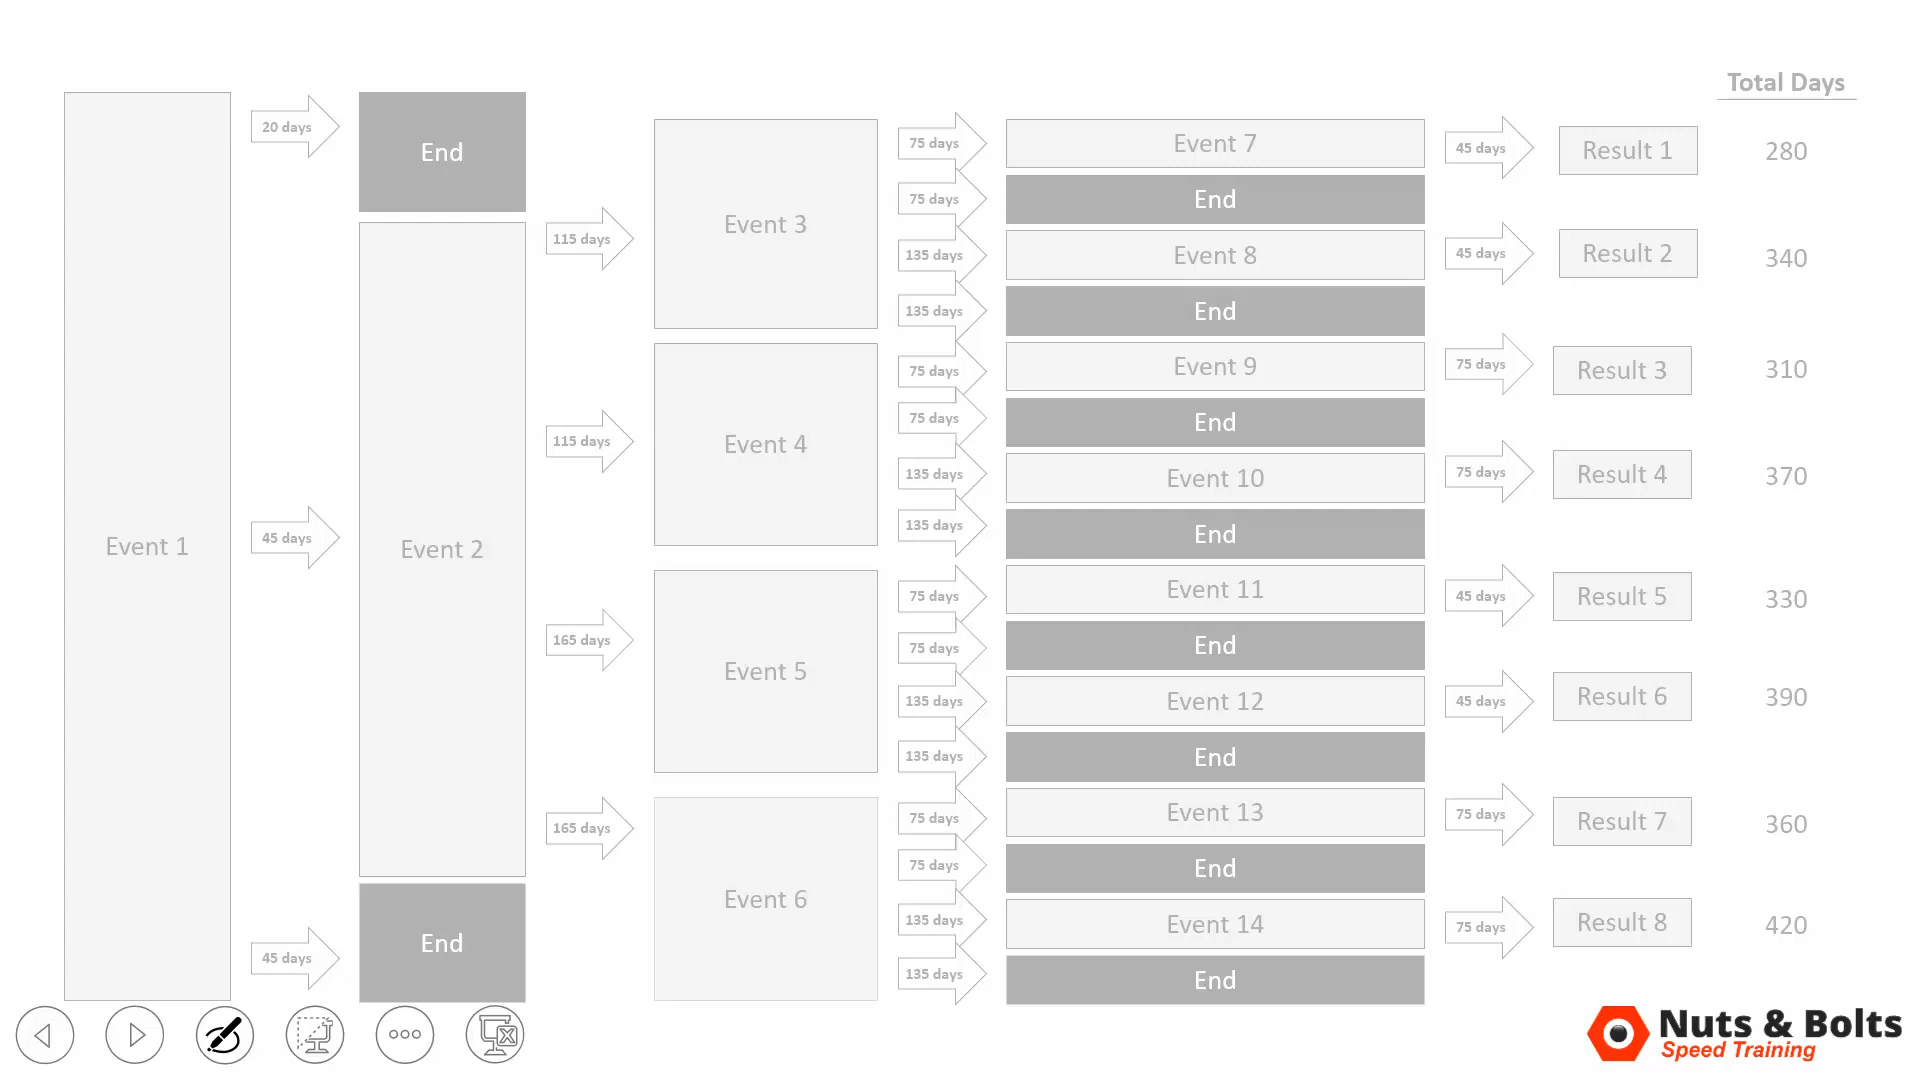 Total Days
Event 1
20 days
End
45 days
Event 2
45 days
End
115 days
Event 3
115 days
Event 4
165 days
Event 5
165 days
Event 6
75 days
Event 7
45 days
Result 1
280
75 days
End
135 days
Event 8
45 days
Result 2
340
135 days
End
75 days
Event 9
75 days
Result 3
310
75 days
End
135 days
Event 10
75 days
Result 4
370
135 days
End
75 days
Event 11
45 days
Result 5
330
75 days
End
135 days
Event 12
45 days
Result 6
390
135 days
End
75 days
Event 13
75 days
Result 7
360
75 days
End
135 days
Event 14
75 days
Result 8
420
135 days
End
Nuts & Bolts
Speed Training